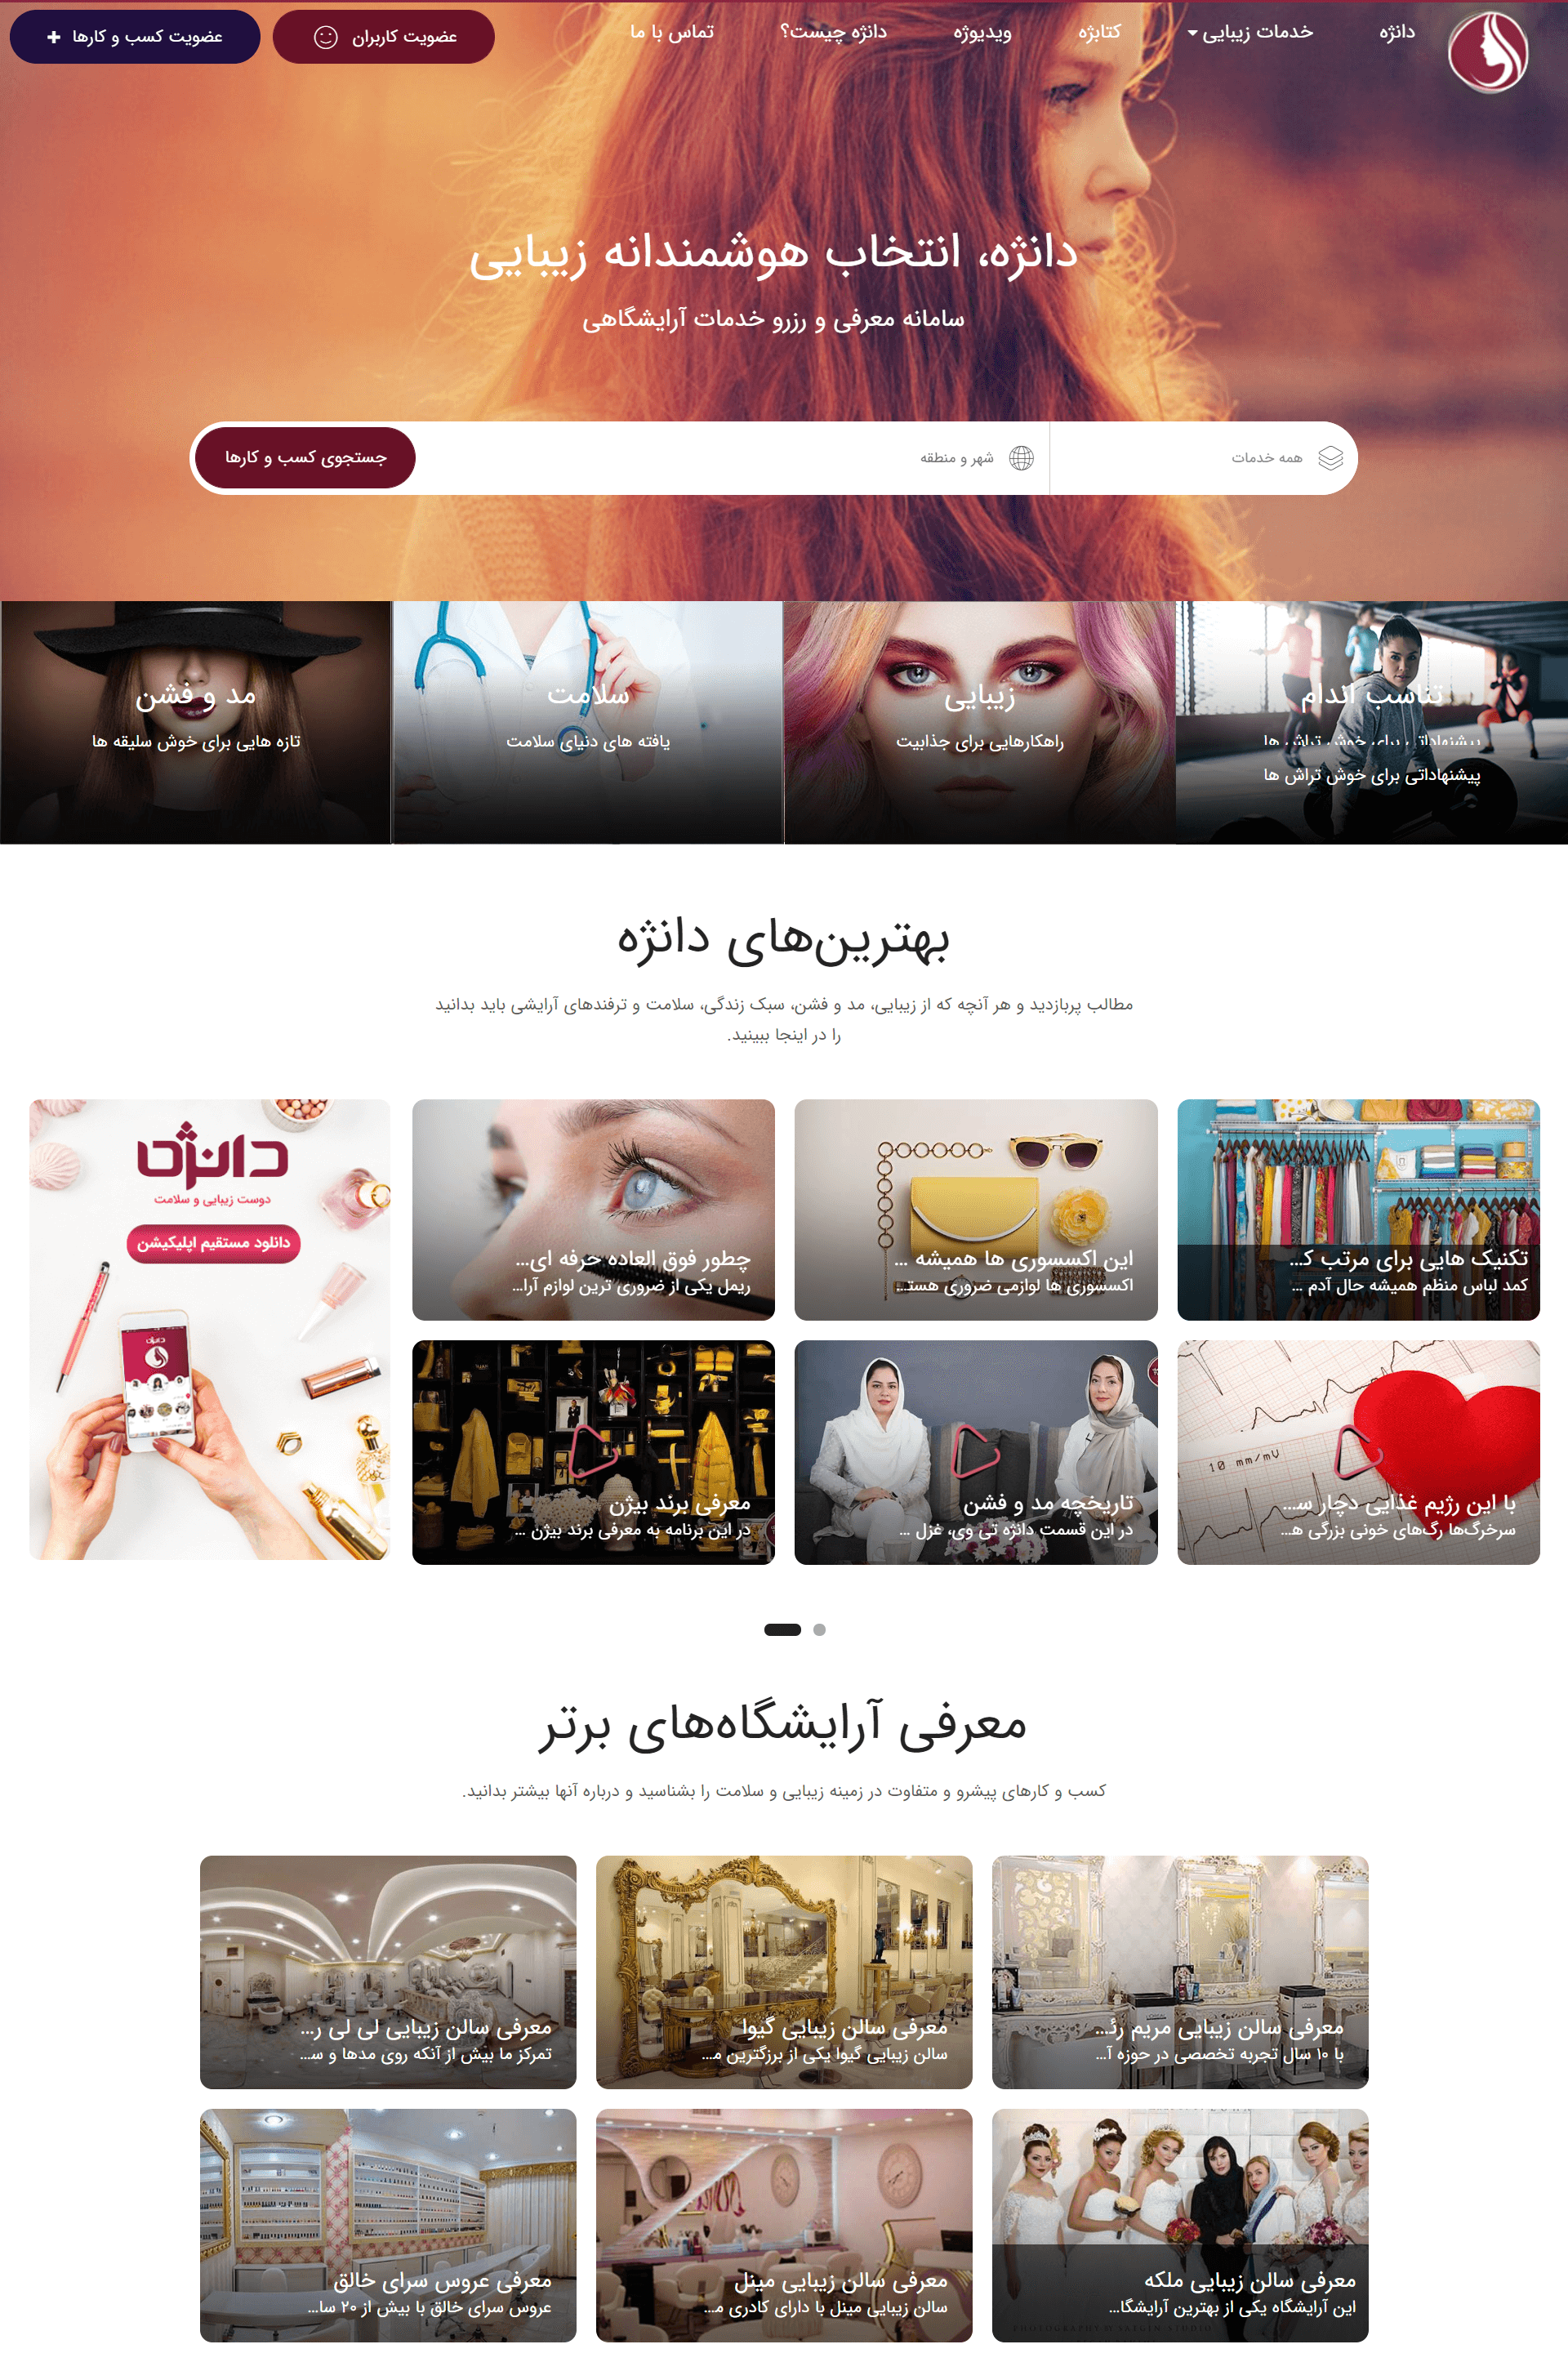 دانژه
خدمات زیبایی
کتابژه
ویدیوژه
دانژه چیست؟
تماس با ما
عضویت کاربران
عضویت کسب و کارها
دانژه، انتخاب هوشمندانه زیبایی
سامانه معرفی و رزرو خدمات آرایشگاهی
همه خدمات
شهر و منطقه
جستجوی کسب و کارها
تناسب اندام
پیشنهاداتی برای خوش تراش ها
پیشنهاداتی برای خوش تراش ها
زیبایی
راهکارهایی برای جذابیت
سلامت
یافته های دنیای سلامت
مد و فشن
تازه هایی برای خوش سلیقه ها
بهترین‌های دانژه
مطالب پربازدید و هر آنچه که از زیبایی، مد و فشن، سبک زندگی، سلامت و ترفندهای آرایشی باید بدانید
را در اینجا ببینید.
تکنیک هایی برای مرتب ک...
کمد لباس منظم همیشه حال آدم ...
این اکسسوری ها همیشه ...
اکسسوری ها لوازمی ضروری هستن...
چطور فوق العاده حرفه ای...
ریمل یکی از ضروری ترین لوازم آرا...
دانژه
دوست زیبایی و سلامت
دانلود مستقیم اپلیکیشن
دانژه
10 mm/mV
با این رژیم غذایی دچار س...
سرخرگ‌ها رگ‌های خونی بزرگی ه...
تاریخچه مد و فشن
در این قسمت دانژه تی وی، غزل ...
معرفی برند بیژن
در این برنامه به معرفی برند بیژن ...
معرفی آرایشگاه‌های برتر
کسب و کارهای پیشرو و متفاوت در زمینه زیبایی و سلامت را بشناسید و درباره آنها بیشتر بدانید.
معرفی سالن زیبایی مریم رئ...
با ۱۰ سال تجربه تخصصی در حوزه آ...
معرفی سالن زیبایی گیوا
سالن زیبایی گیوا یکی از برزگترین م...
معرفی سالن زیبایی لی لی ر...
تمرکز ما بیش از آنکه روی مدها و س...
معرفی سالن زیبایی ملکه
این آرایشگاه یکی از بهترین آرایشگا...
معرفی سالن زیبایی مینل
سالن زیبایی مینل با دارای کادری م...
معرفی عروس سرای خالق
عروس سرای خالق با بیش از ۲۰ سا...